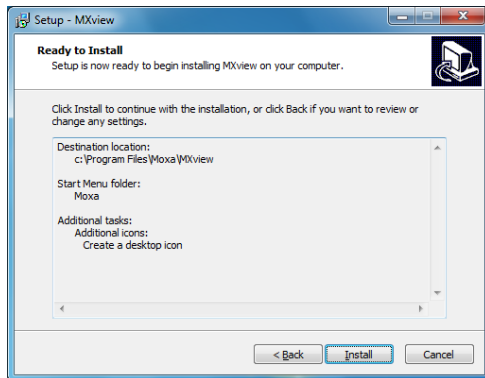 Setup - MXview
Ready to Install
Setup is now ready to begin installing MXview on your computer.
Click Install to continue with the installation, or click Back if you want to review or
change any settings.
Destination location:
c:\Program Files\Moxa\MXview
Start Menu folder:
Moxa
Additional tasks:
Additional icons:
Create a desktop icon
< Back
Install
Cancel